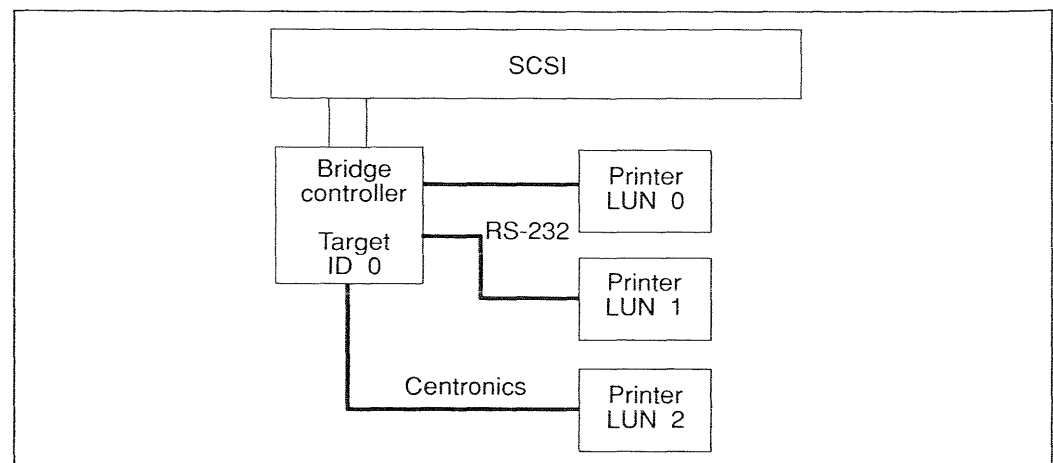 SCSI
Bridge
controller
Target
ID 0
Printer
LUN 0
RS-232
Printer
LUN 1
Centronics
Printer
LUN 2